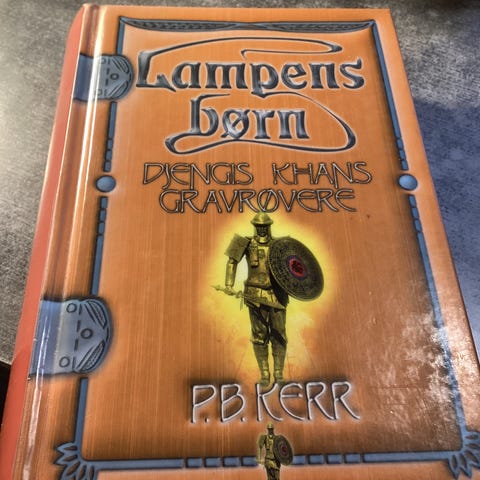 Lampens
børn
DJENGIS KHANS
GRAVRØVERE
P.B. KERR